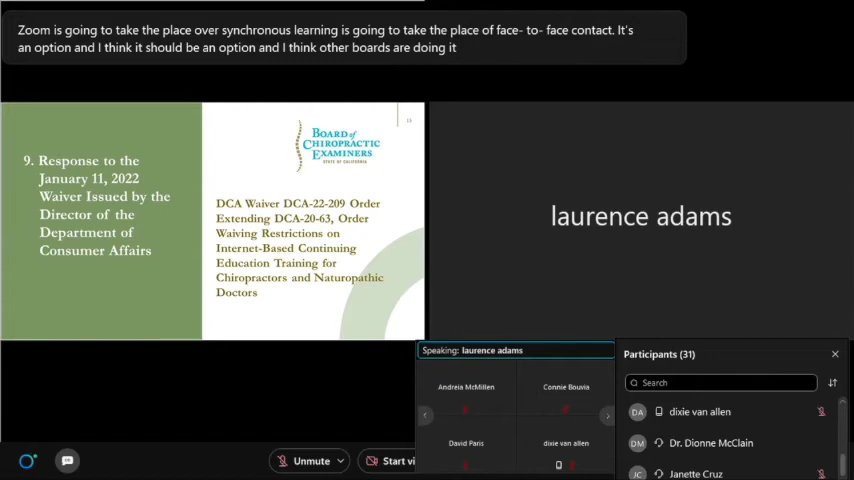 Zoom is going to take the place over synchronous learning is going to take the place of face- to- face contact. It's
an option and I think it should be an option and I think other boards are doing it
15
BOARD of
CHIROPRACTIC
EXAMINERS
STATE OF CALIFORNIA
9. Response to the
January 11, 2022
Waiver Issued by the
Director of the
Department of
Consumer Affairs
DCA Waiver DCA-22-209 Order
Extending DCA-20-63, Order
Waiving Restrictions on
Internet-Based Continuing
Education Training for
Chiropractors and Naturopathic
Doctors
laurence adams
Speaking: laurence adams
Andreia McMillen
Connie Bouvia
David Paris
dixie van allen
Participants (31)
Search
DA
dixie van allen
DM
Dr. Dionne McClain
JC
Janette Cruz
Unmute
Start vi